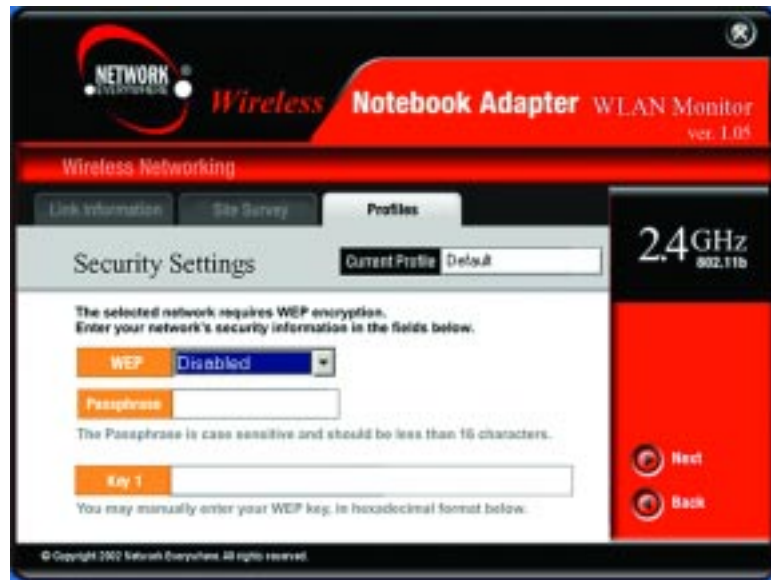 NETWORK
EVERYWHERE
Wireless Notebook Adapter WLAN Monitor
ver. 1.05
Wireless Networking
Link Information Site Survey Profiles
2.4GHz
802.11b
Security Settings Current Profile Default
The selected network requires WEP encryption.
Enter your network's security information in the fields below.
WEP Disabled
Passphrase
The Passphrase is case sensitive and should be less than 16 characters.
Key 1
You may manually enter your WEP key, in hexadecimal format below.
Next
Back
© Copyright 2002 Network Everywhere. All rights reserved.